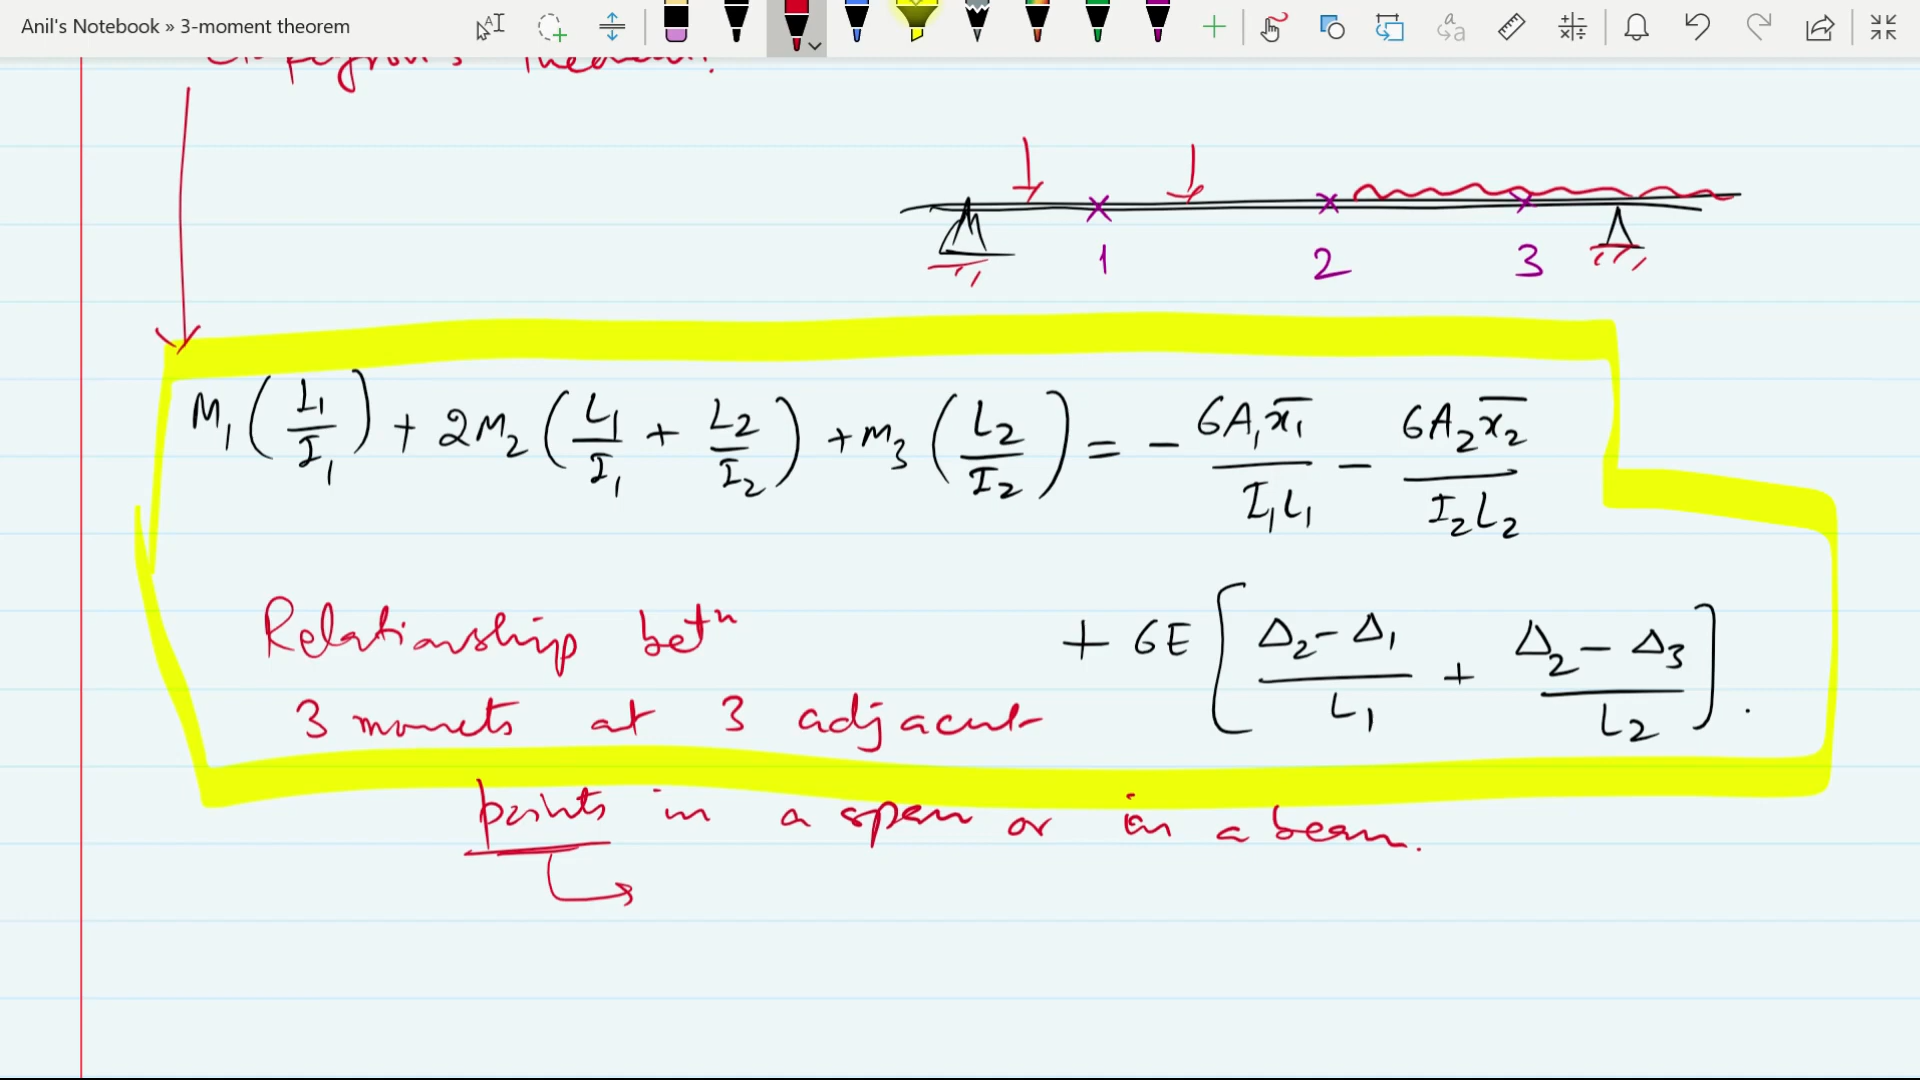 Anil's Notebook » 3-moment theorem
Clapeyron's Theorem.
1 2 3
M₁(L₁/I₁) + 2M₂(L₁/I₁ + L₂/I₂) + M₃(L₂/I₂) = - 6A₁x̄₁/I₁L₁ - 6A₂x̄₂/I₂L₂
+ 6E[Δ₂-Δ₁/L₁ + Δ₂-Δ₃/L₂].
Relationship betⁿ
3 moments at 3 adjacent
points in a span or in a beam.